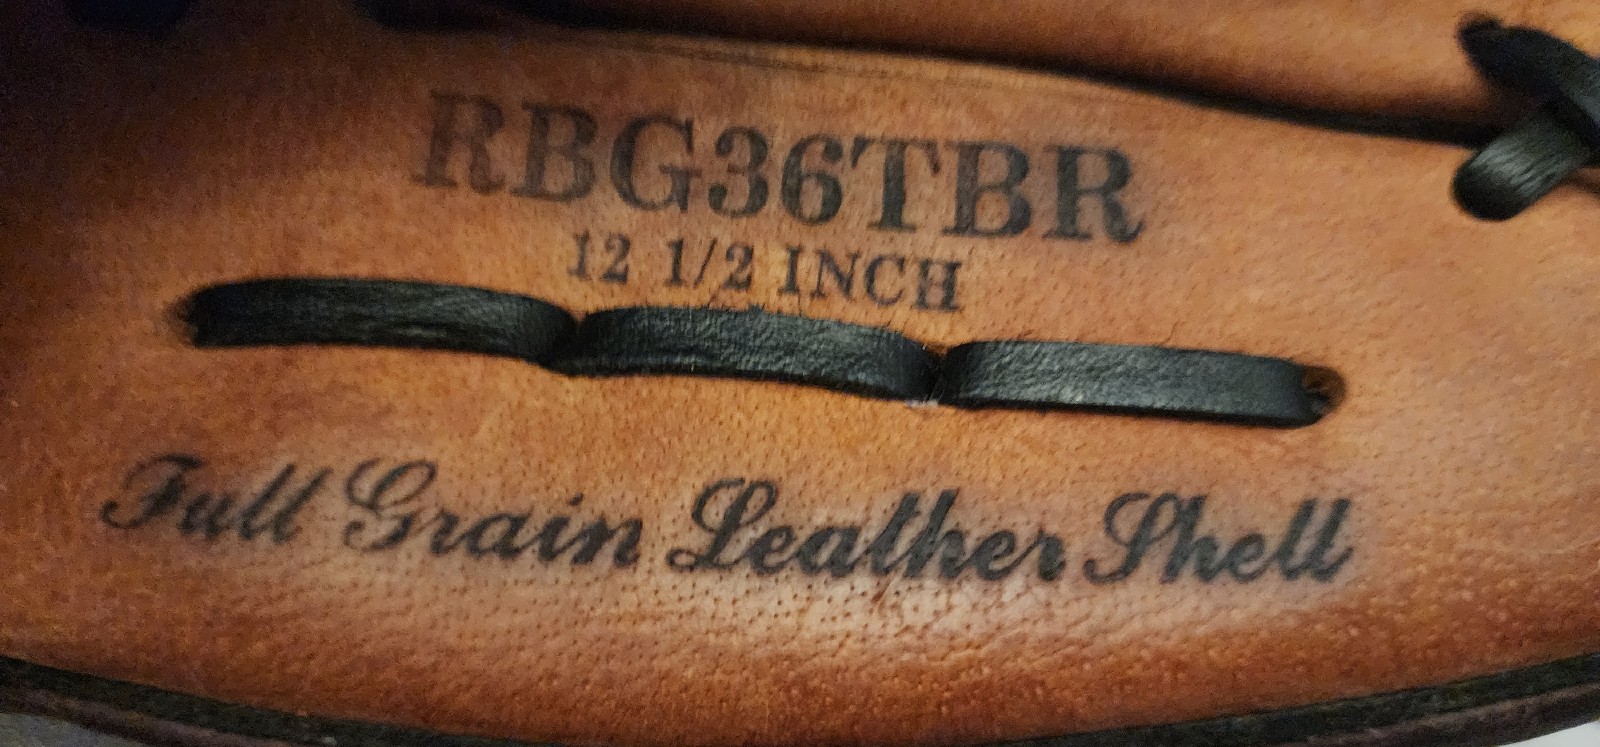 RBG36TBR
12 1/2 INCH
Full Grain Leather Shell